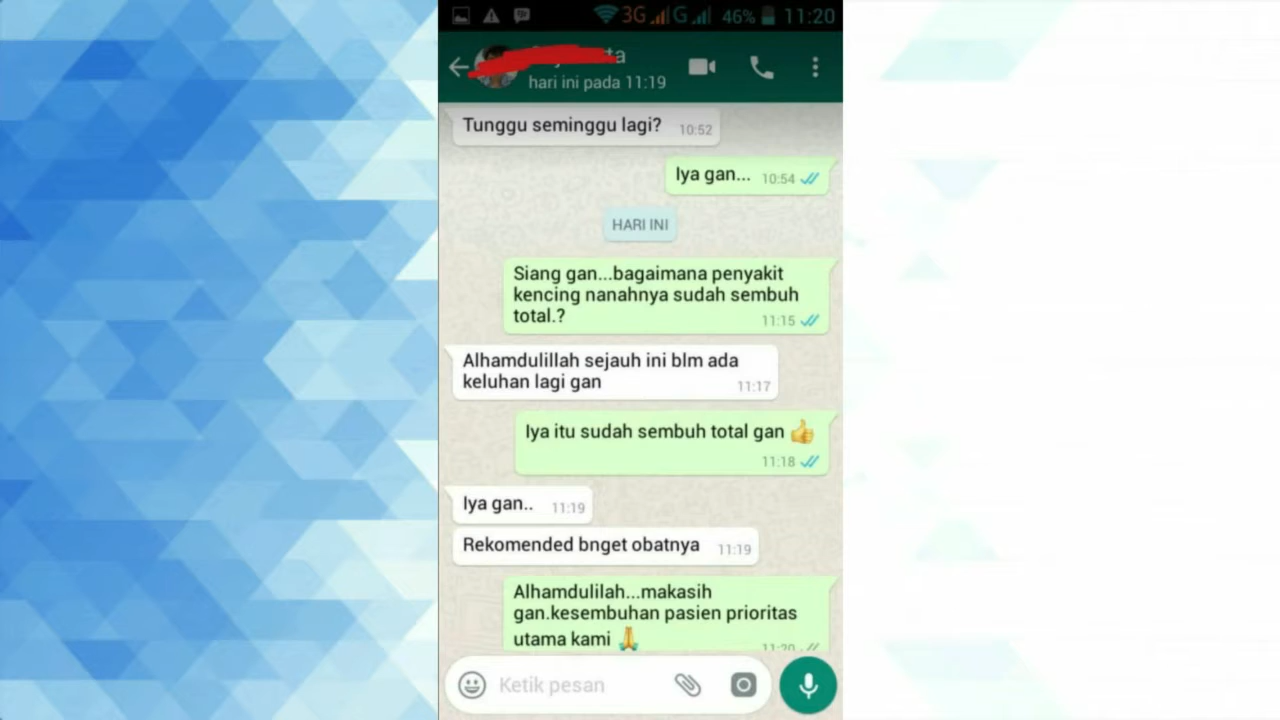 3G G 46% 11:20
ta
hari ini pada 11:19
Tunggu seminggu lagi? 10:52
Iya gan... 10:54
HARI INI
Siang gan...bagaimana penyakit
kencing nanahnya sudah sembuh
total.? 11:15
Alhamdulillah sejauh ini blm ada
keluhan lagi gan 11:17
Iya itu sudah sembuh total gan 👍
11:18
Iya gan.. 11:19
Rekomended bnget obatnya 11:19
Alhamdulilah...makasih
gan.kesembuhan pasien prioritas
utama kami 🙏 11:20
Ketik pesan